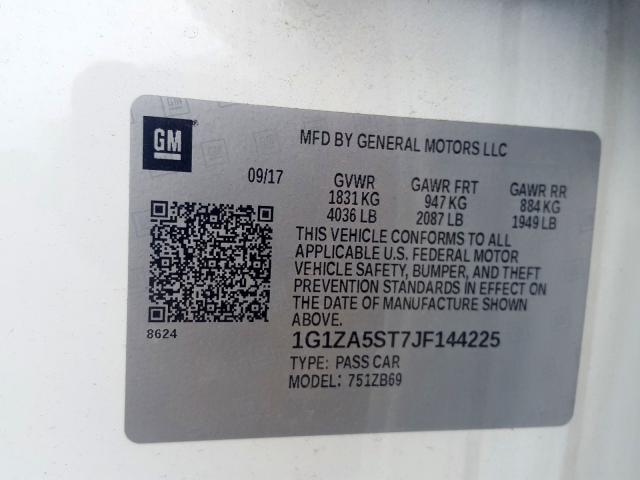 GM
MFD BY GENERAL MOTORS LLC
09/17 GVWR GAWR FRT GAWR RR
1831 KG 947 KG 884 KG
4036 LB 2087 LB 1949 LB
THIS VEHICLE CONFORMS TO ALL
APPLICABLE U.S. FEDERAL MOTOR
VEHICLE SAFETY, BUMPER, AND THEFT
PREVENTION STANDARDS IN EFFECT ON
THE DATE OF MANUFACTURE SHOWN
ABOVE.
8624
1G1ZA5ST7JF144225
TYPE: PASS CAR
MODEL: 751ZB69